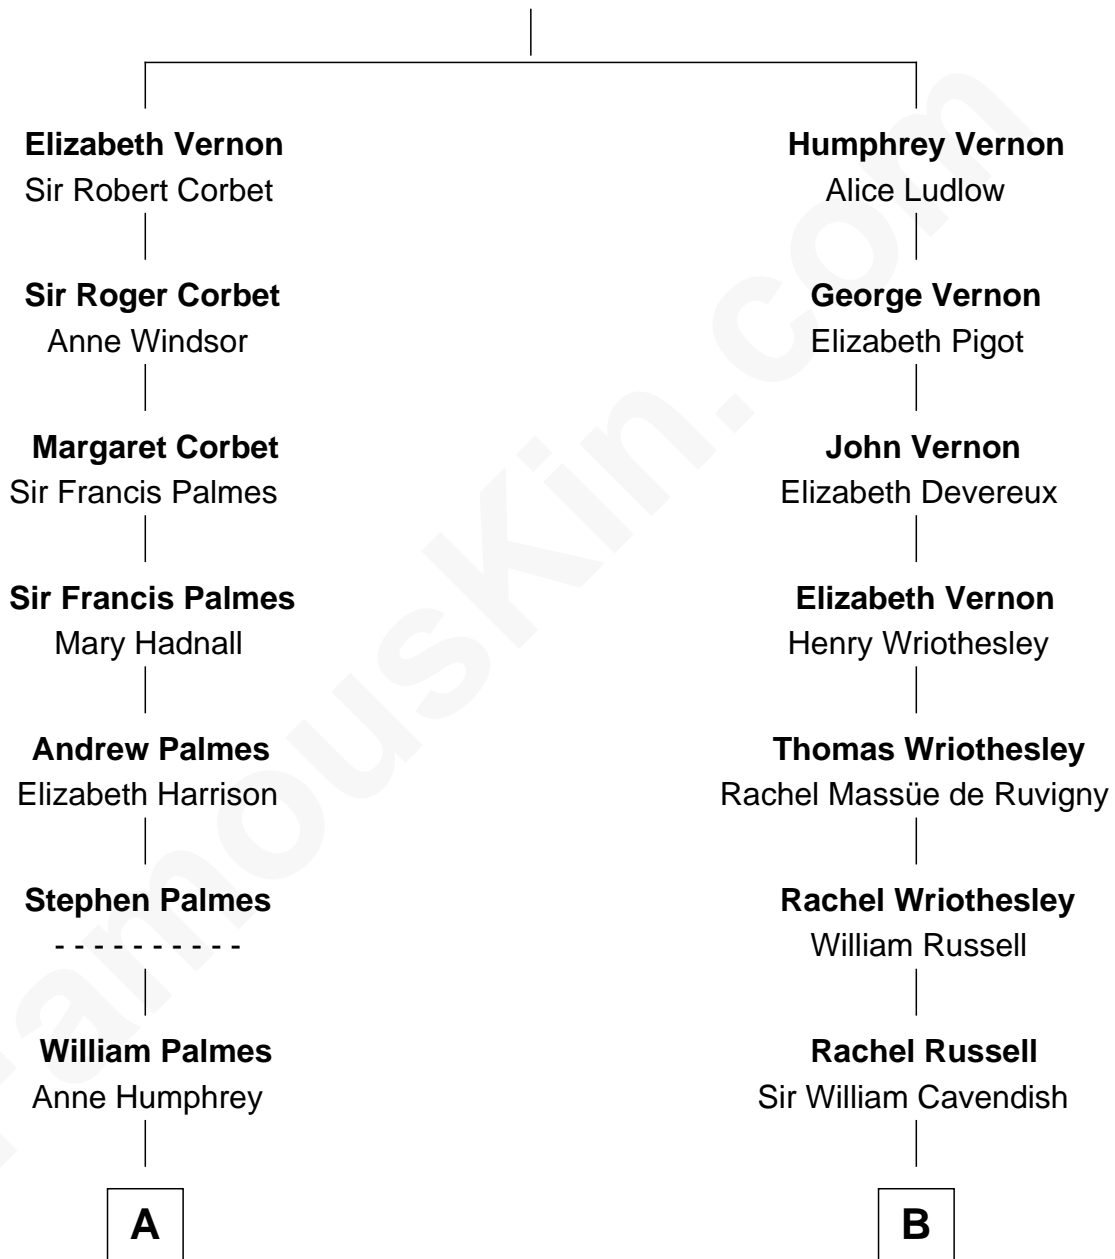 Elizabeth Vernon
Sir Robert Corbet
Sir Roger Corbet
Anne Windsor
Margaret Corbet
Sir Francis Palmes
Sir Francis Palmes
Mary Hadnall
Andrew Palmes
Elizabeth Harrison
Stephen Palmes
- - - - - - - - - -
William Palmes
Anne Humphrey
A
Humphrey Vernon
Alice Ludlow
George Vernon
Elizabeth Pigot
John Vernon
Elizabeth Devereux
Elizabeth Vernon
Henry Wriothesley
Thomas Wriothesley
Rachel Massüe de Ruvigny
Rachel Wriothesley
William Russell
Rachel Russell
Sir William Cavendish
B
FamousKin.com